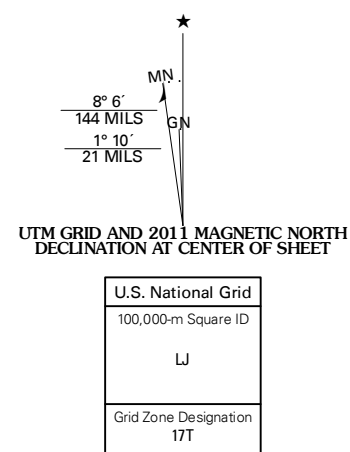 ★
MN
8° 6´
144 MILS
GN
1° 10´
21 MILS
UTM GRID AND 2011 MAGNETIC NORTH
DECLINATION AT CENTER OF SHEET
U.S. National Grid
100,000-m Square ID
LJ
Grid Zone Designation
17T